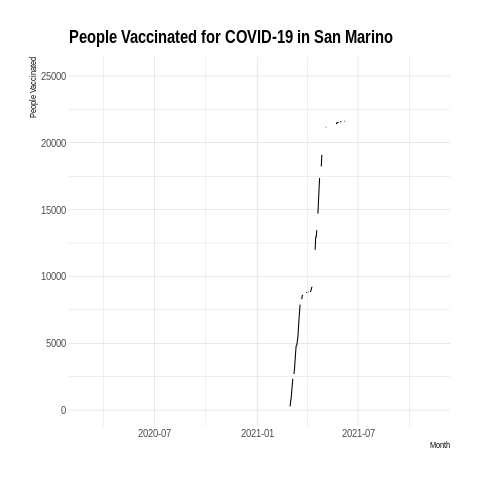 People Vaccinated for COVID-19 in San Marino
People Vaccinated
25000
20000
15000
10000
5000
0
2020-07 2021-01 2021-07
Month